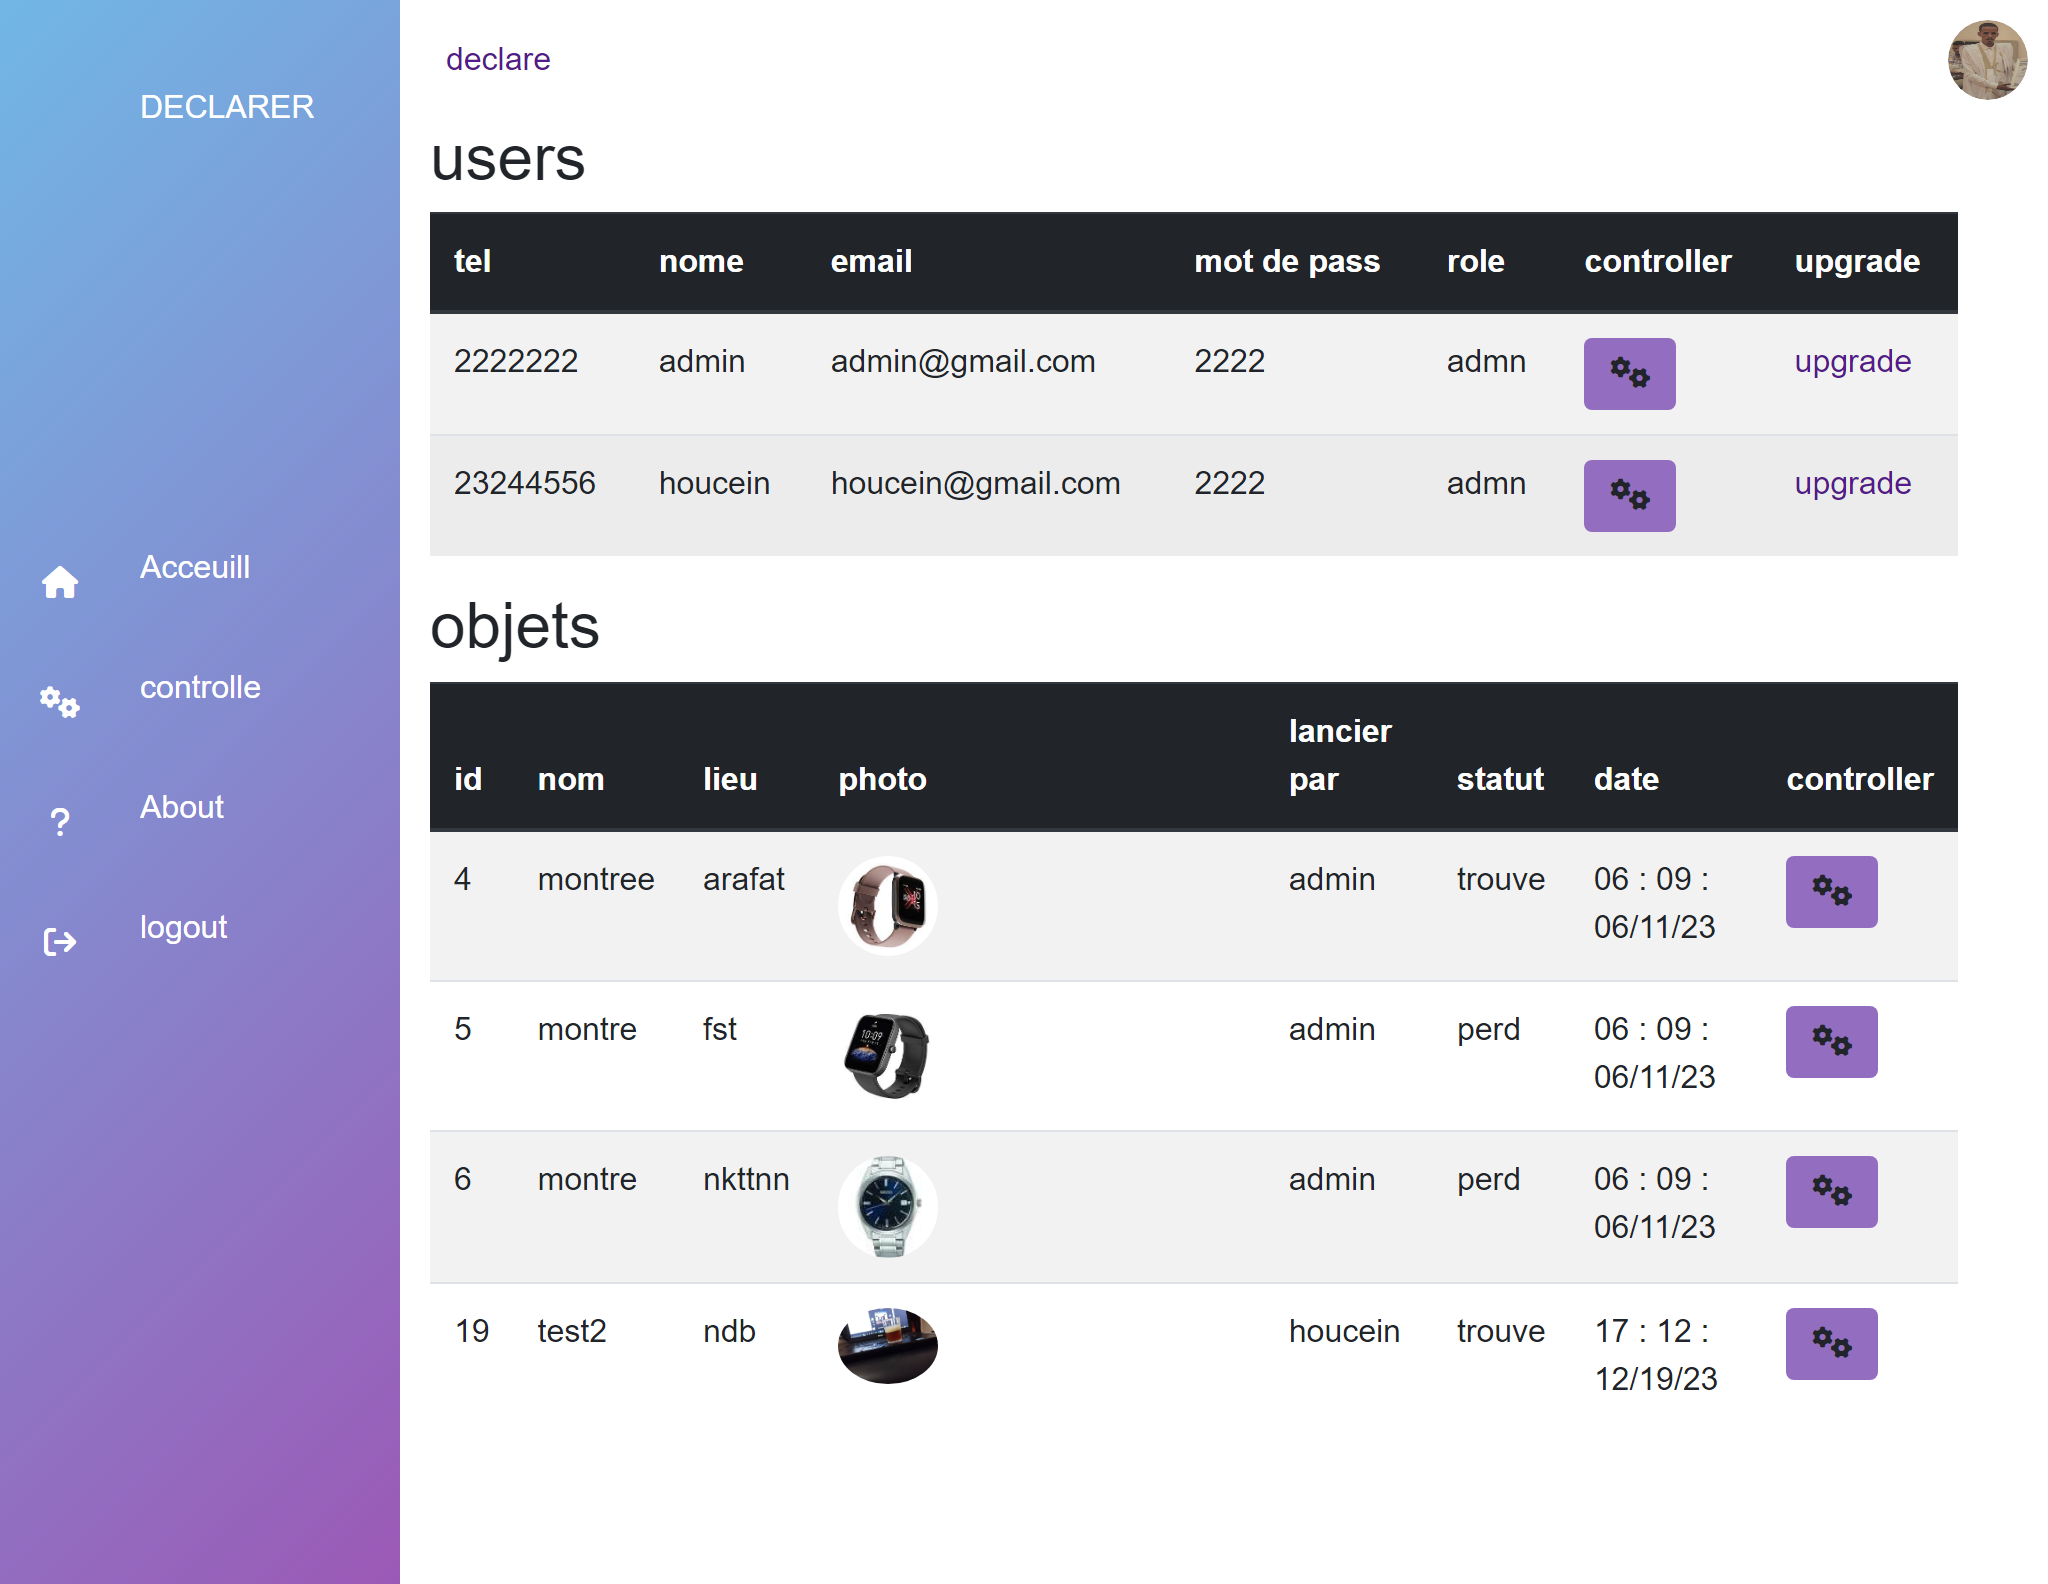 DECLARER
Acceuill
controlle
About
logout
declare
users
tel nome email mot de pass role controller upgrade
2222222 admin admin@gmail.com 2222 admn upgrade
23244556 houcein houcein@gmail.com 2222 admn upgrade
objets
id nom lieu photo lancier par statut date controller
4 montree arafat admin trouve 06 : 09 :
06/11/23
5 montre fst 10:09 admin perd 06 : 09 :
06/11/23
6 montre nkttnn admin perd 06 : 09 :
06/11/23
19 test2 ndb houcein trouve 17 : 12 :
12/19/23